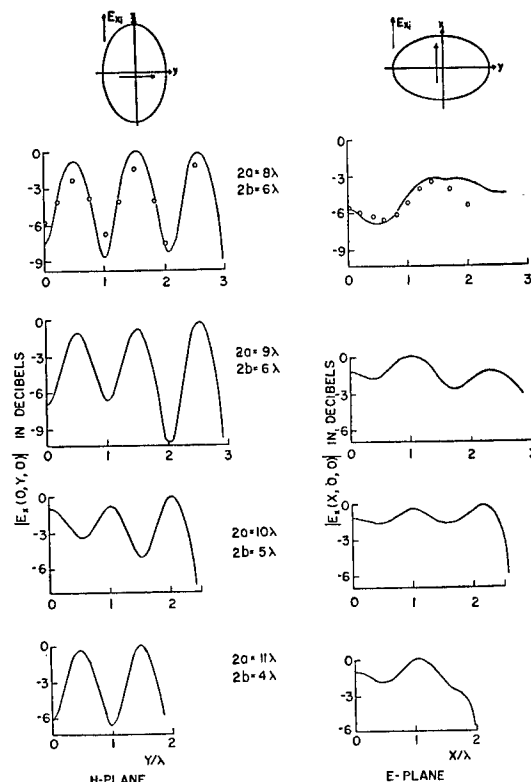 E_xi x y
E_xi x y
0 -3 -6 -9
0 1 2 3
2a=8λ
2b=6λ
0 -3 -6 -9
0 1 2 3
|E_x(0,Y,0)| IN DECIBELS
0 -3 -6 -9
0 1 2 3
2a=9λ
2b=6λ
|E_x(X,0,0)| IN DECIBELS
0 -3 -6
0 1 2 3
0 -3 -6
0 1 2
2a=10λ
2b=5λ
0 -3 -6
0 1 2
0 -3 -6
0 1 2
Y/λ
H-PLANE
2a=11λ
2b=4λ
0 -3 -6
0 1 2
X/λ
E-PLANE